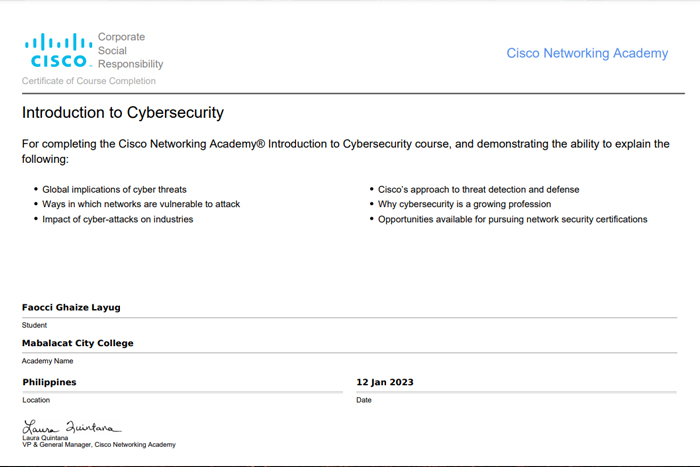 Corporate
Social
Responsibility
CISCO
Cisco Networking Academy
Certificate of Course Completion
Introduction to Cybersecurity
For completing the Cisco Networking Academy® Introduction to Cybersecurity course, and demonstrating the ability to explain the
following:
• Global implications of cyber threats
• Ways in which networks are vulnerable to attack
• Impact of cyber-attacks on industries
• Cisco's approach to threat detection and defense
• Why cybersecurity is a growing profession
• Opportunities available for pursuing network security certifications
Faocci Ghaize Layug
Student
Mabalacat City College
Academy Name
Philippines
Location
12 Jan 2023
Date
Laura Quintana
Laura Quintana
VP & General Manager, Cisco Networking Academy